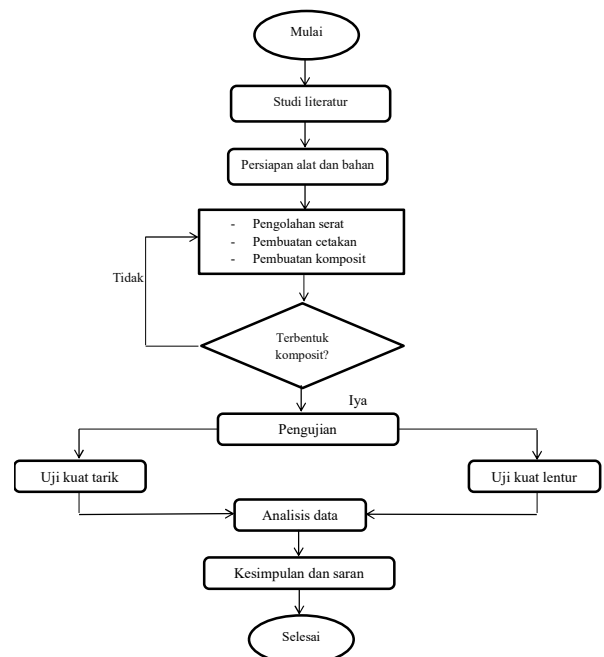 Mulai
Studi literatur
Persiapan alat dan bahan
- Pengolahan serat
- Pembuatan cetakan
- Pembuatan komposit
Tidak
Terbentuk
komposit?
Iya
Pengujian
Uji kuat tarik
Uji kuat lentur
Analisis data
Kesimpulan dan saran
Selesai